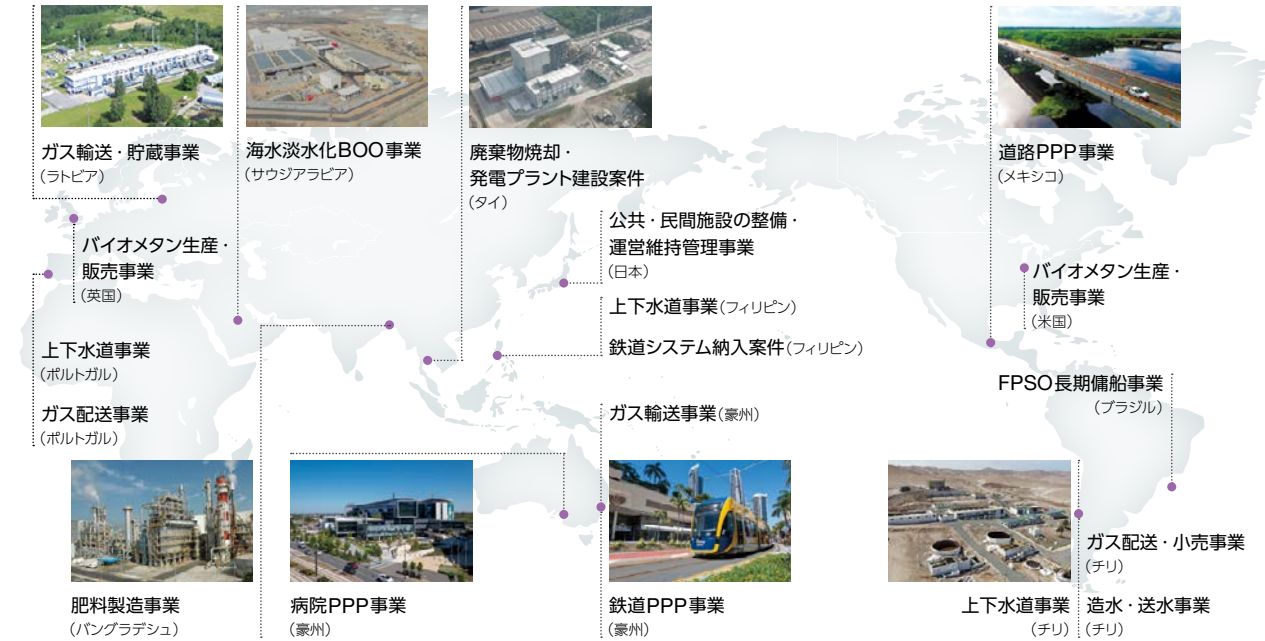 ガス輸送・貯蔵事業
(ラトビア)
海水淡水化BOO事業
(サウジアラビア)
廃棄物焼却・
発電プラント建設案件
(タイ)
道路PPP事業
(メキシコ)
バイオメタン生産・
販売事業
(英国)
公共・民間施設の整備・
運営維持管理事業
(日本)
上下水道事業(フィリピン)
鉄道システム納入案件(フィリピン)
バイオメタン生産・
販売事業
(米国)
上下水道事業
(ポルトガル)
ガス配送事業
(ポルトガル)
ガス輸送事業(豪州)
FPSO長期傭船事業
(ブラジル)
肥料製造事業
(バングラデシュ)
病院PPP事業
(豪州)
鉄道PPP事業
(豪州)
ガス配送・小売事業
(チリ)
上下水道事業
(チリ)
造水・送水事業
(チリ)